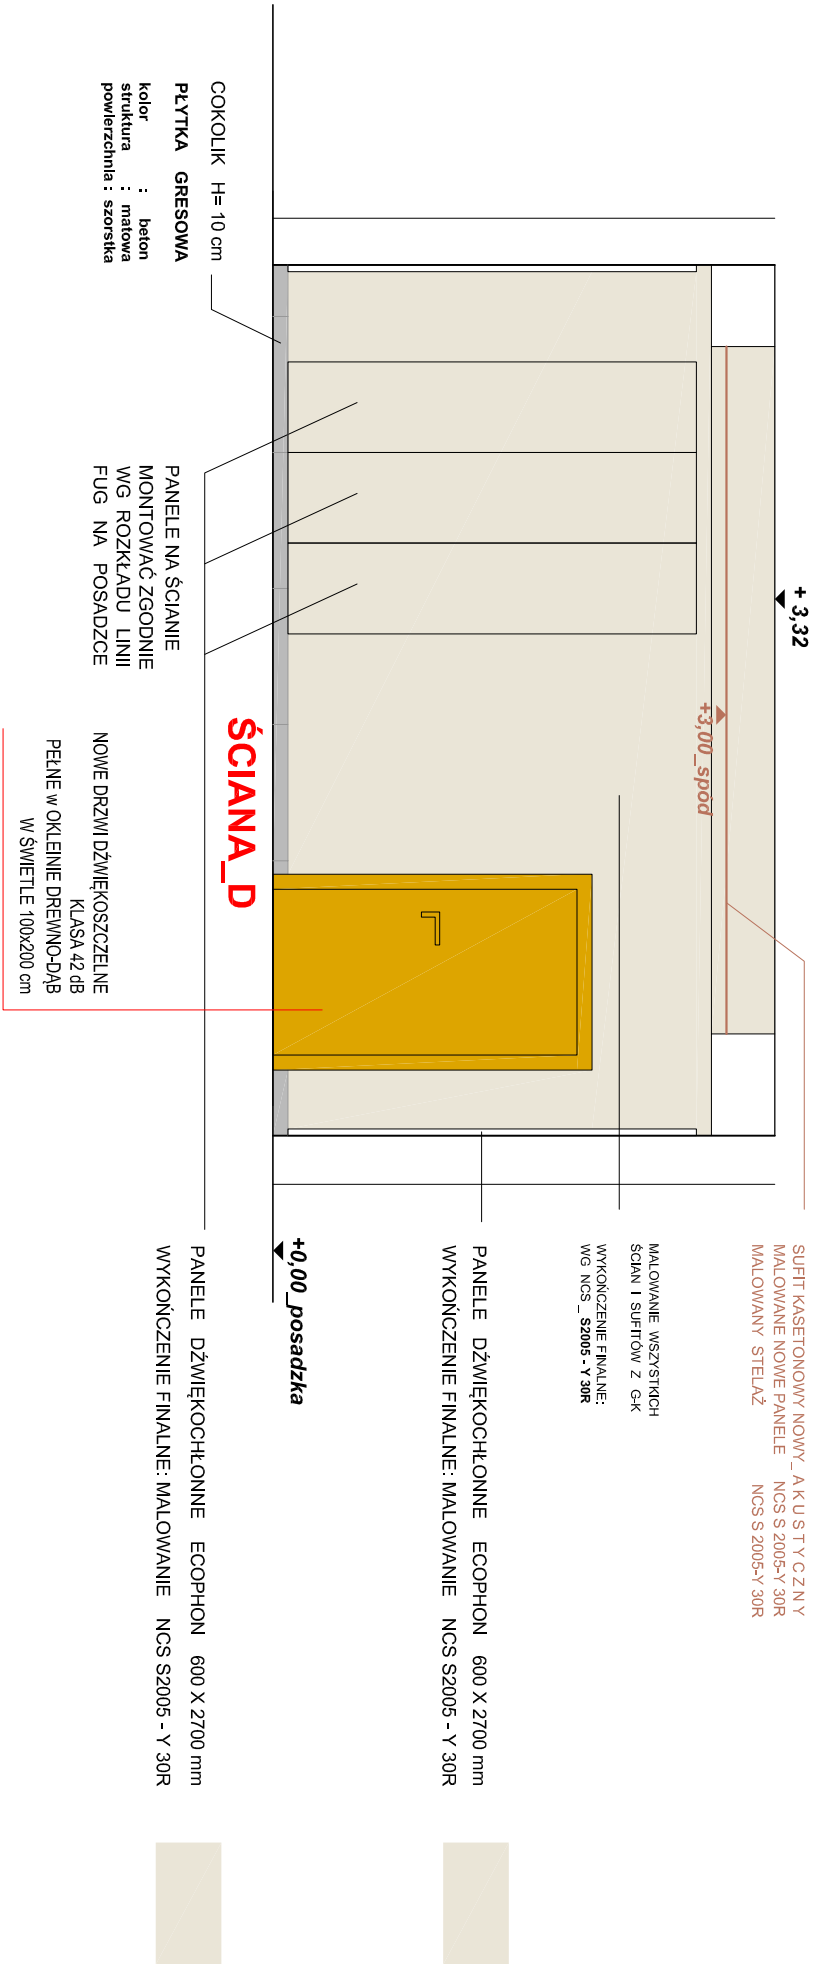 + 3,32
+3,00_spód
SUFIT KASETONOWY NOWY_ A K U S T Y C Z N Y
MALOWANE NOWE PANELE NCS S 2005-Y 30R
MALOWANY STELAŻ NCS S 2005-Y 30R
MALOWANIE WSZYSTKICH
ŚCIAN I SUFITÓW Z G-K
WYKOŃCZENIE FINALNE:
WG NCS _ S2005 - Y 30R
PANELE DŹWIĘKOCHŁONNE ECOPHON 600 X 2700 mm
WYKOŃCZENIE FINALNE: MALOWANIE NCS S2005 - Y 30R
+0,00_posadzka
PANELE DŹWIĘKOCHŁONNE ECOPHON 600 X 2700 mm
WYKOŃCZENIE FINALNE: MALOWANIE NCS S2005 - Y 30R
COKOLIK H= 10 cm
PŁYTKA GRESOWA
kolor : beton
struktura : matowa
powierzchnia : szorstka
PANELE NA ŚCIANIE
MONTOWAĆ ZGODNIE
WG ROZKŁADU LINII
FUG NA POSADZCE
ŚCIANA_D
NOWE DRZWI DŹWIĘKOSZCZELNE
KLASA 42 dB
PEŁNE w OKLEINIE DREWNO-DĄB
W ŚWIETLE 100x200 cm